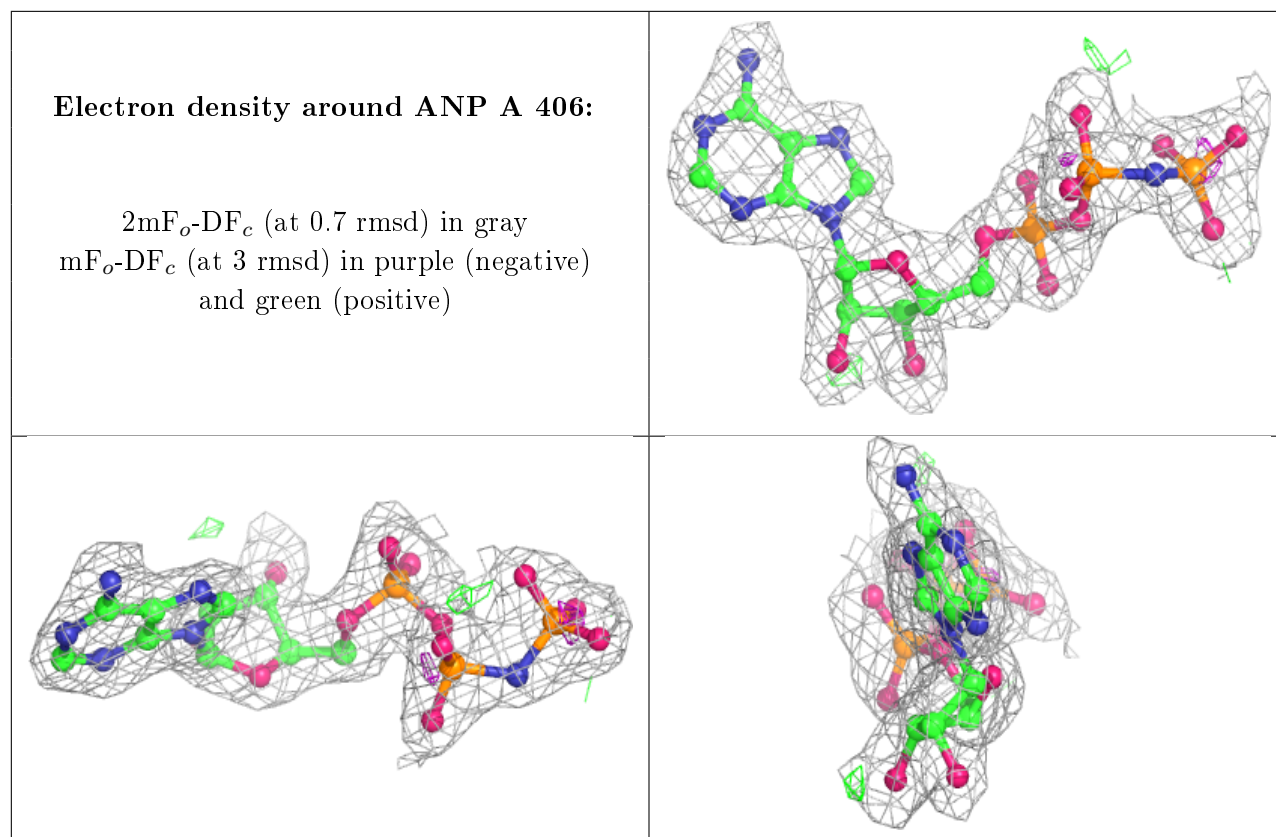 Electron density around ANP A 406:
2mFo-DFc (at 0.7 rmsd) in gray
mFo-DFc (at 3 rmsd) in purple (negative)
and green (positive)